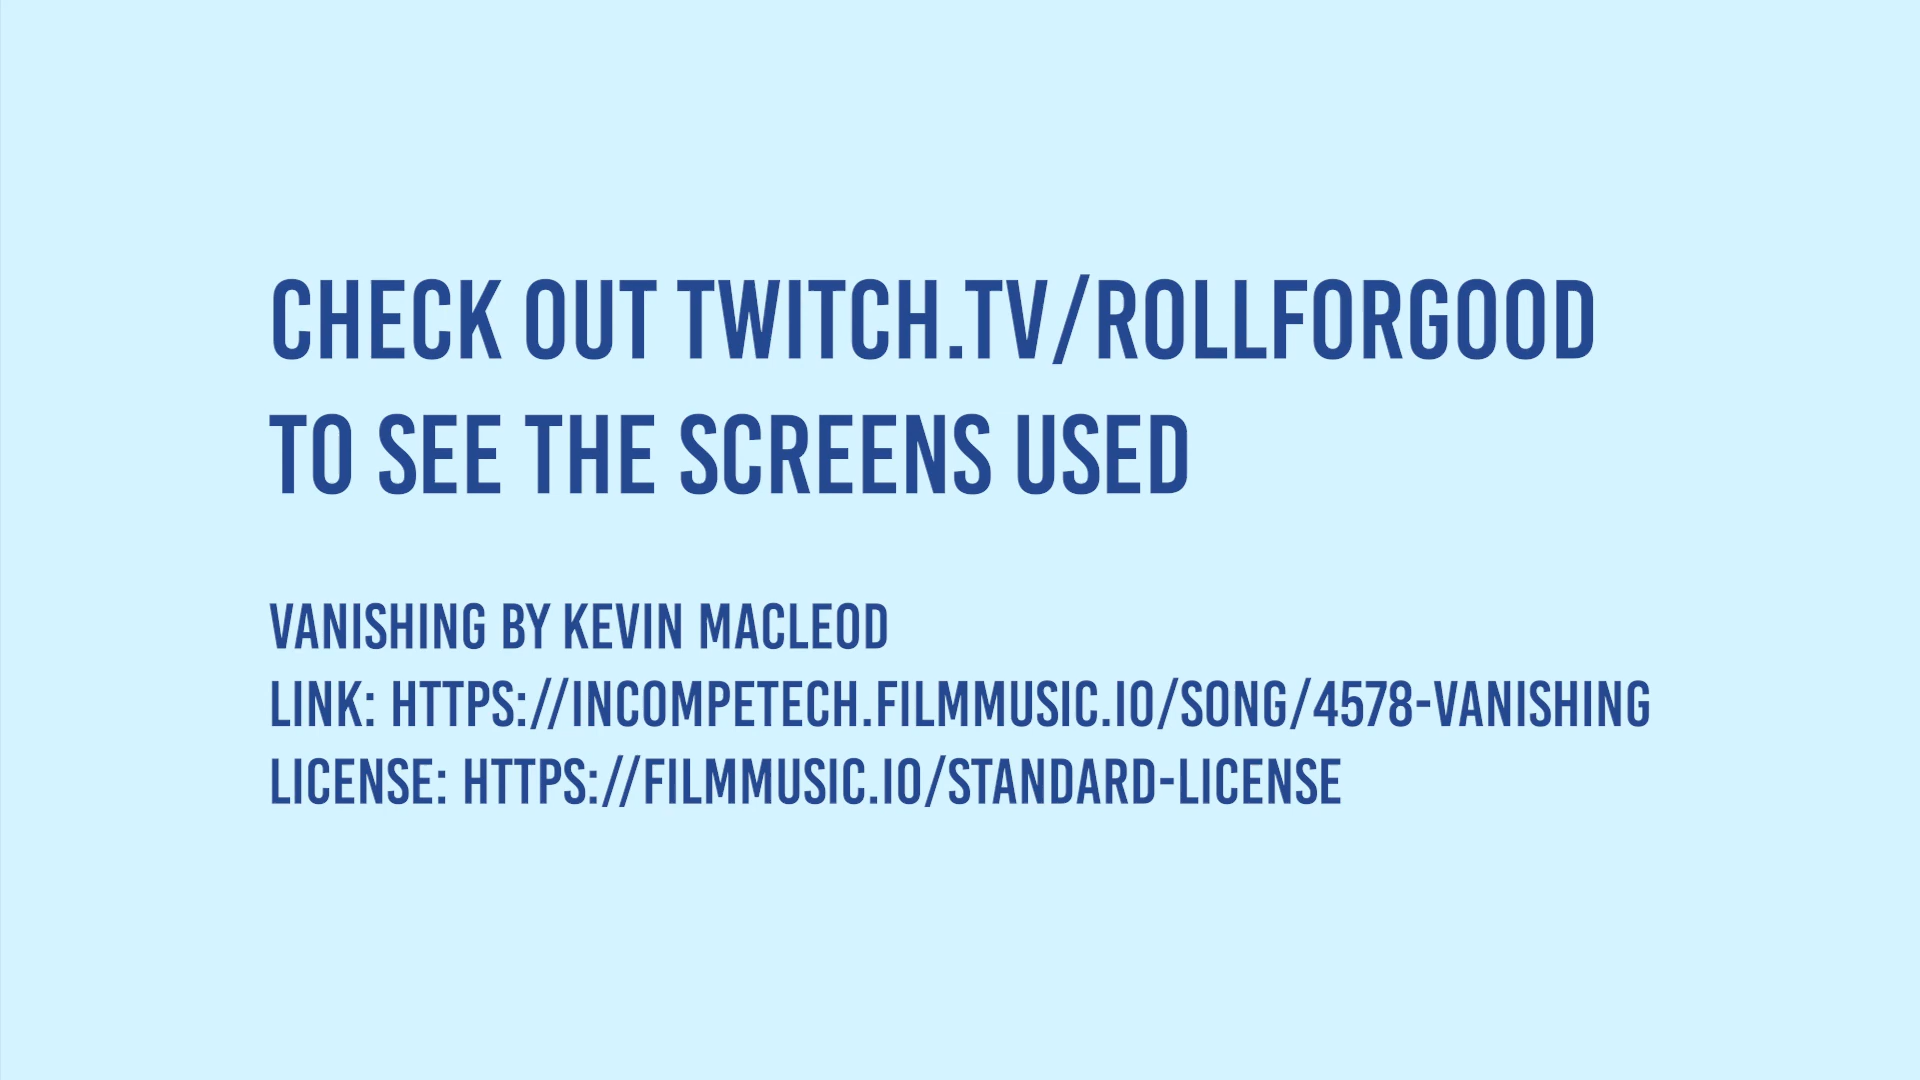 CHECK OUT TWITCH.TV/ROLLFORGOOD
TO SEE THE SCREENS USED
VANISHING BY KEVIN MACLEOD
LINK: HTTPS://INCOMPETECH.FILMMUSIC.IO/SONG/4578-VANISHING
LICENSE: HTTPS://FILMMUSIC.IO/STANDARD-LICENSE